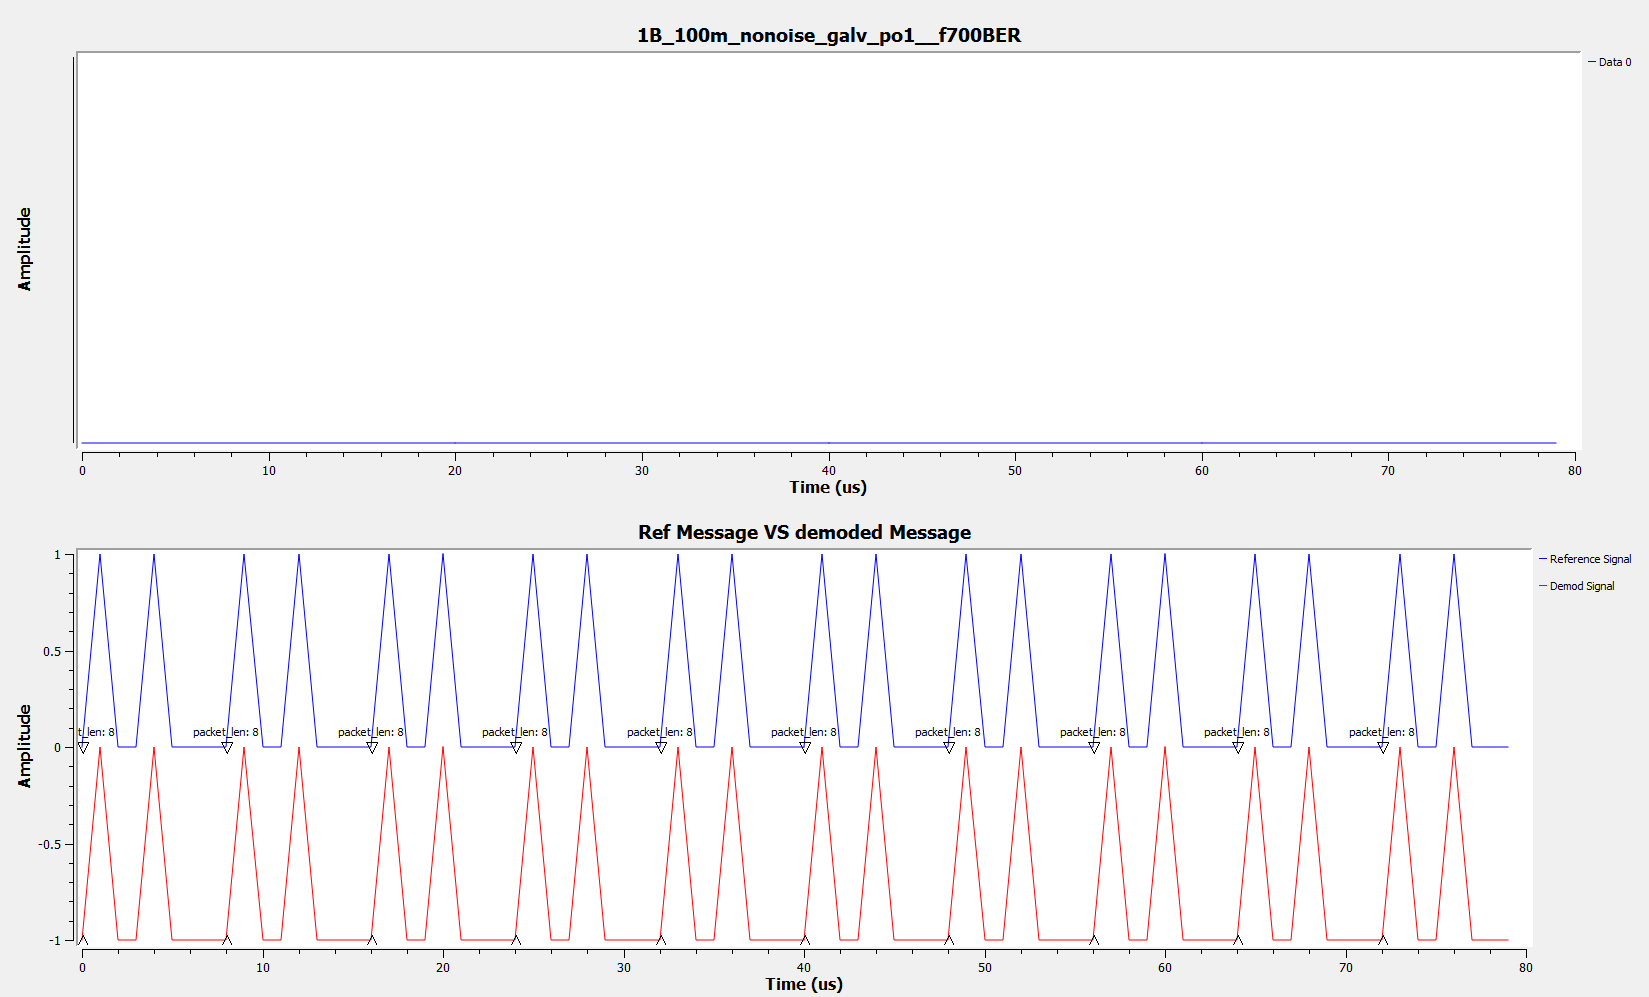 1B_100m_nonoise_galv_po1__f700BER
Data 0
Amplitude
0 10 20 30 40 50 60 70 80
Time (us)
Ref Message VS demoded Message
Reference Signal
Demod Signal
Amplitude
1
0.5
t_len: 8 packet_len: 8 packet_len: 8 packet_len: 8 packet_len: 8 packet_len: 8 packet_len: 8 packet_len: 8 packet_len: 8 packet_len: 8
0
-0.5
-1
0 10 20 30 40 50 60 70 80
Time (us)